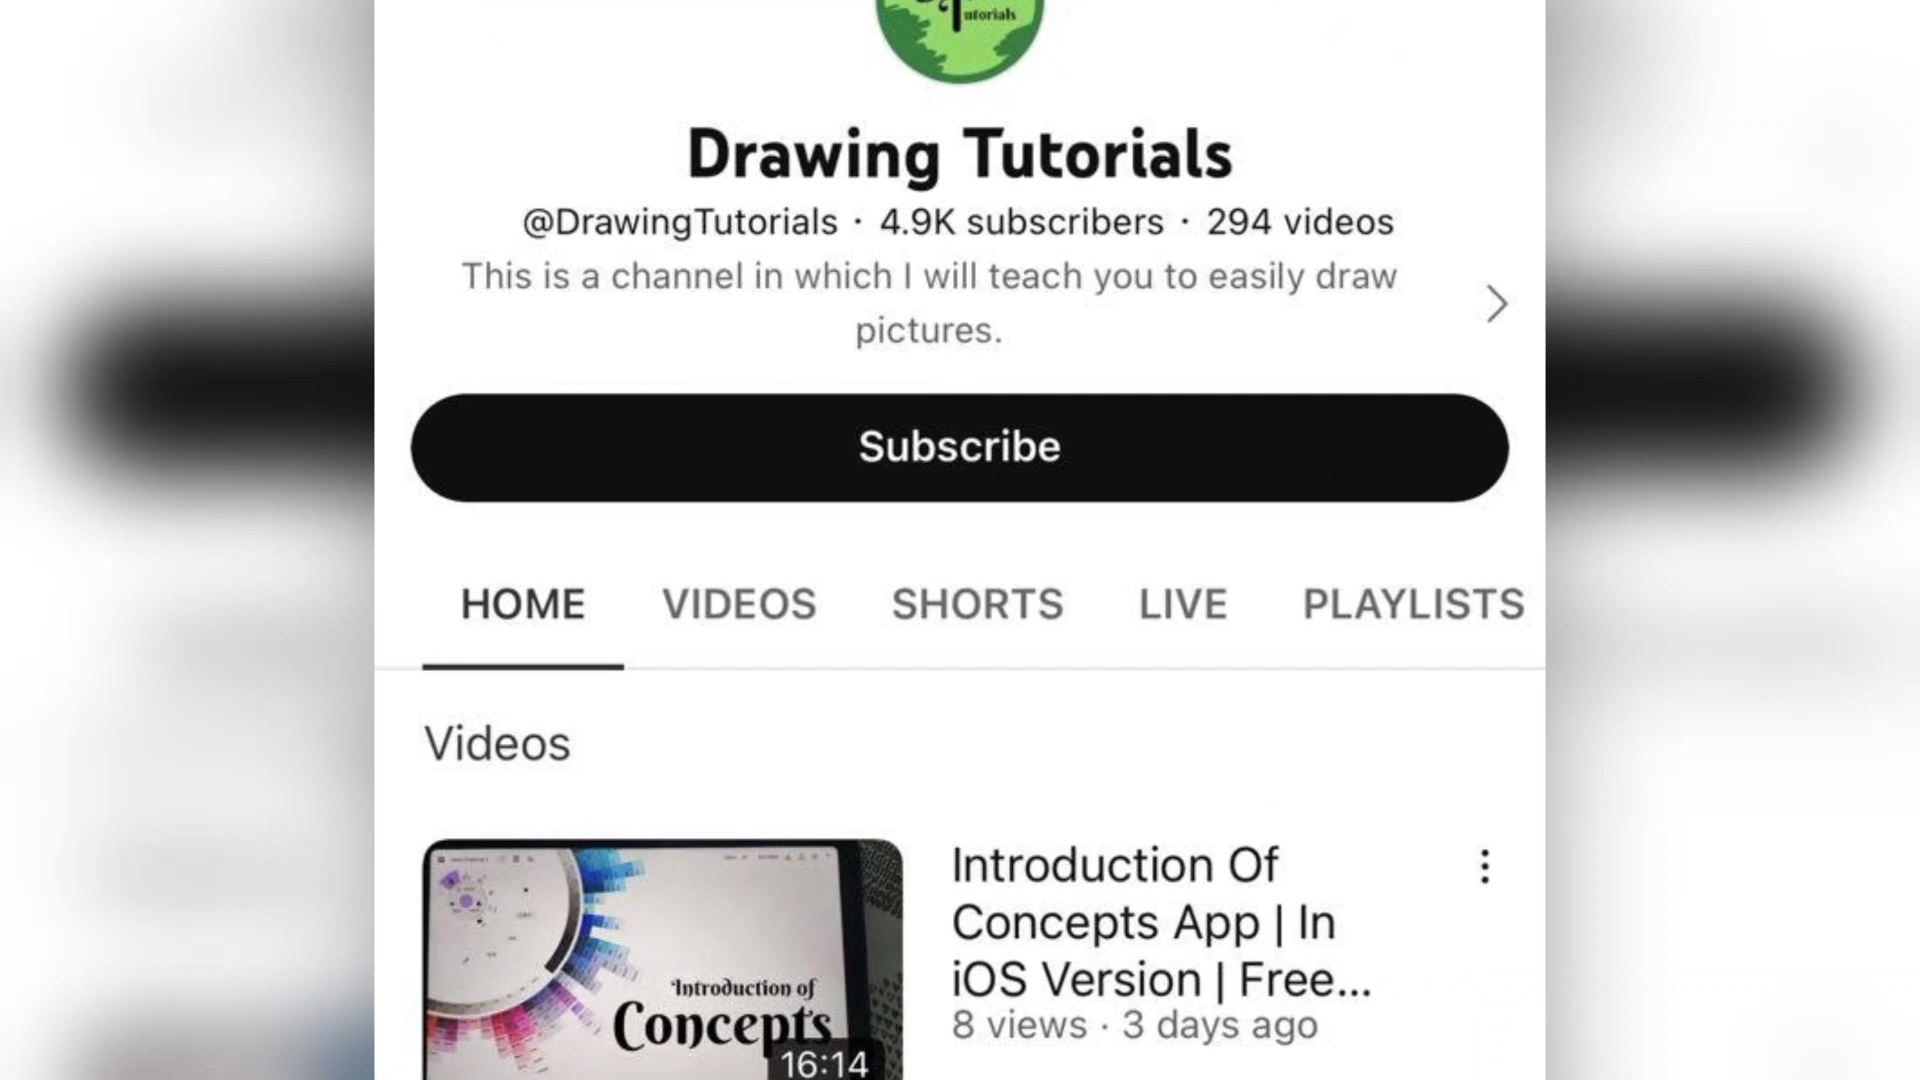 utorials
Drawing Tutorials
@DrawingTutorials · 4.9K subscribers · 294 videos
This is a channel in which I will teach you to easily draw
pictures.
Subscribe
HOME VIDEOS SHORTS LIVE PLAYLISTS
Videos
Introduction of
Concepts
16:14
Introduction Of
Concepts App | In
iOS Version | Free...
8 views · 3 days ago